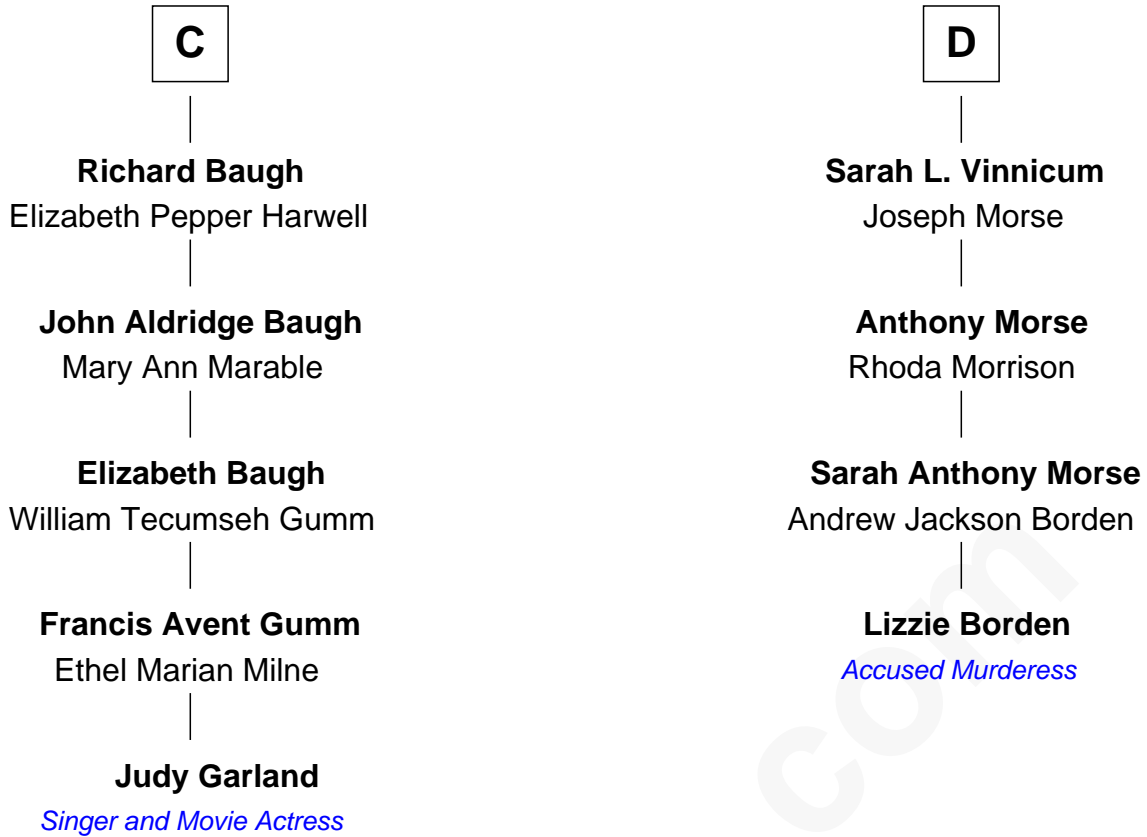 C
Richard Baugh
Elizabeth Pepper Harwell
John Aldridge Baugh
Mary Ann Marable
Elizabeth Baugh
William Tecumseh Gumm
Francis Avent Gumm
Ethel Marian Milne
Judy Garland
Singer and Movie Actress
D
Sarah L. Vinnicum
Joseph Morse
Anthony Morse
Rhoda Morrison
Sarah Anthony Morse
Andrew Jackson Borden
Lizzie Borden
Accused Murderess
com